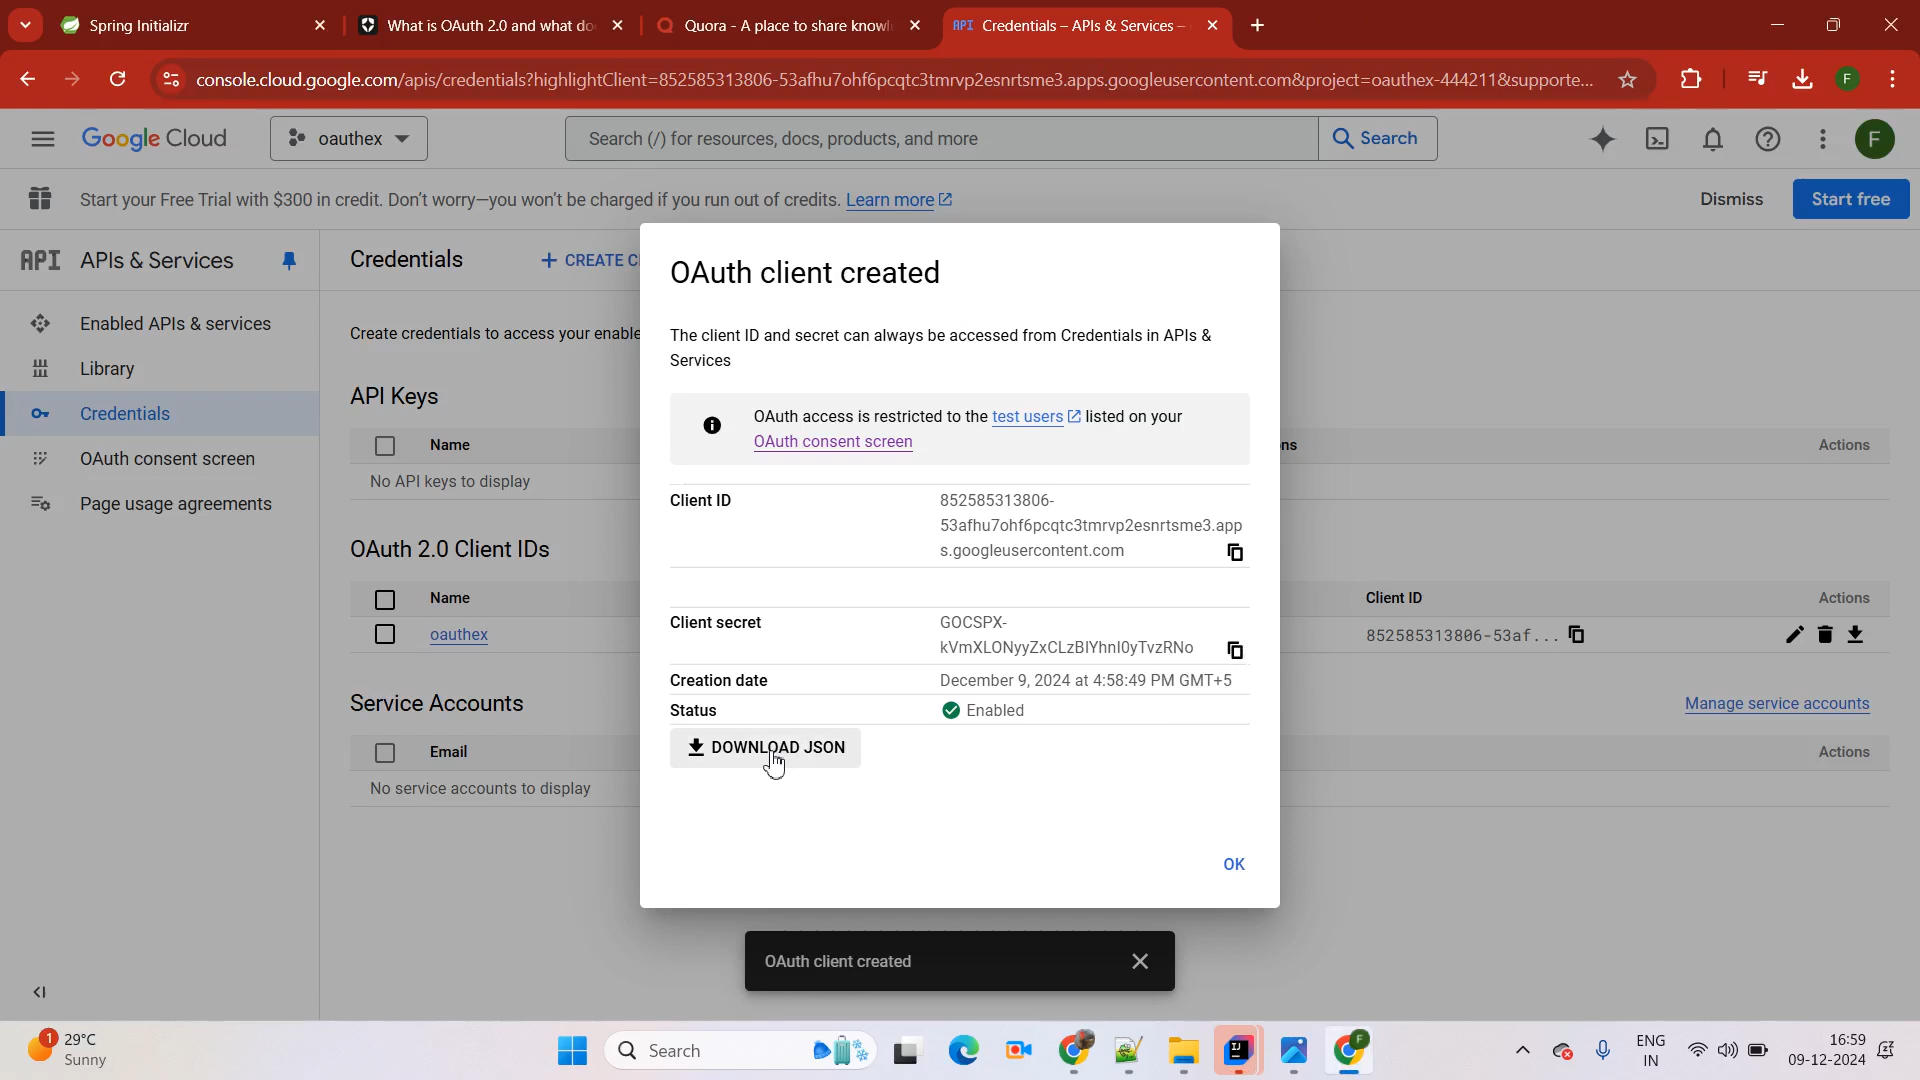 Spring Initializr
What is OAuth 2.0 and what do
Quora - A place to share knowl
API Credentials – APIs & Services –
console.cloud.google.com/apis/credentials?highlightClient=852585313806-53afhu7ohf6pcqtc3tmrvp2esnrtsme3.apps.googleusercontent.com&project=oauthex-444211&supporte...
F
Google Cloud
oauthex
Search (/) for resources, docs, products, and more
Search
F
Start your Free Trial with $300 in credit. Don't worry—you won't be charged if you run out of credits. Learn more
Dismiss
Start free
API APIs & Services
Enabled APIs & services
Library
Credentials
OAuth consent screen
Page usage agreements
Credentials
+ CREATE C
Create credentials to access your enable
API Keys
Name
ns
Actions
No API keys to display
OAuth 2.0 Client IDs
Name
Client ID
Actions
oauthex
852585313806-53af...
Service Accounts
Manage service accounts
Email
Actions
No service accounts to display
OAuth client created
The client ID and secret can always be accessed from Credentials in APIs &
Services
OAuth access is restricted to the test users listed on your
OAuth consent screen
Client ID
852585313806-
53afhu7ohf6pcqtc3tmrvp2esnrtsme3.app
s.googleusercontent.com
Client secret
GOCSPX-
kVmXLONyyZxCLzBIYhnI0yTvzRNo
Creation date
December 9, 2024 at 4:58:49 PM GMT+5
Status
Enabled
DOWNLOAD JSON
OK
OAuth client created
1
29°C
Sunny
Search
IJ
F
ENG
IN
16:59
09-12-2024